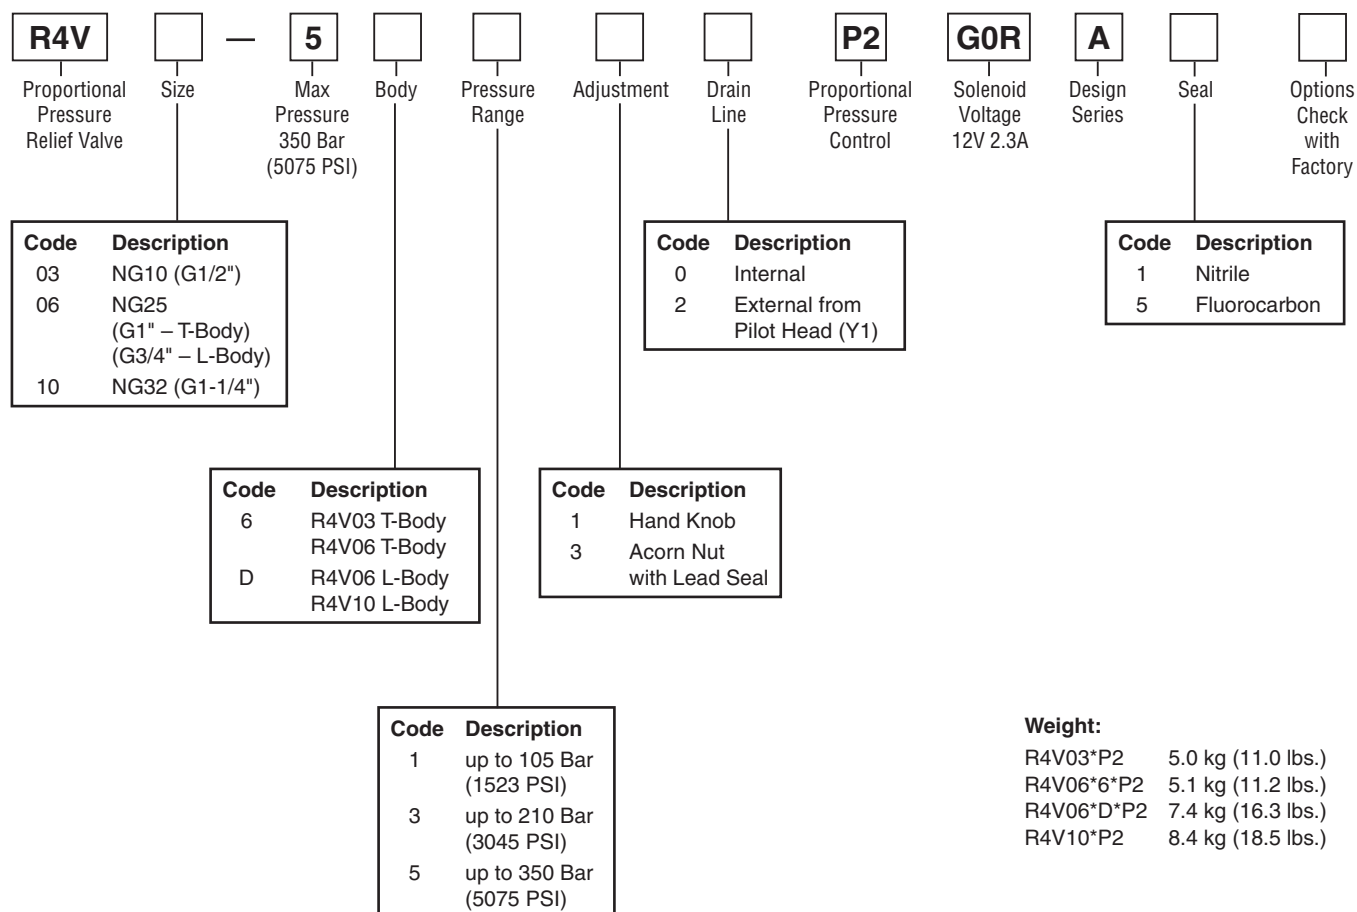 R4V — 5 P2 G0R A
Proportional
Pressure
Relief Valve
Size
Max
Pressure
350 Bar
(5075 PSI)
Body
Pressure
Range
Adjustment
Drain
Line
Proportional
Pressure
Control
Solenoid
Voltage
12V 2.3A
Design
Series
Seal
Options
Check
with
Factory
Code Description
03 NG10 (G1/2")
06 NG25
(G1" – T-Body)
(G3/4" – L-Body)
10 NG32 (G1-1/4")
Code Description
0 Internal
2 External from
Pilot Head (Y1)
Code Description
1 Nitrile
5 Fluorocarbon
Code Description
6 R4V03 T-Body
R4V06 T-Body
D R4V06 L-Body
R4V10 L-Body
Code Description
1 Hand Knob
3 Acorn Nut
with Lead Seal
Code Description
1 up to 105 Bar
(1523 PSI)
3 up to 210 Bar
(3045 PSI)
5 up to 350 Bar
(5075 PSI)
Weight:
R4V03*P2 5.0 kg (11.0 lbs.)
R4V06*6*P2 5.1 kg (11.2 lbs.)
R4V06*D*P2 7.4 kg (16.3 lbs.)
R4V10*P2 8.4 kg (18.5 lbs.)